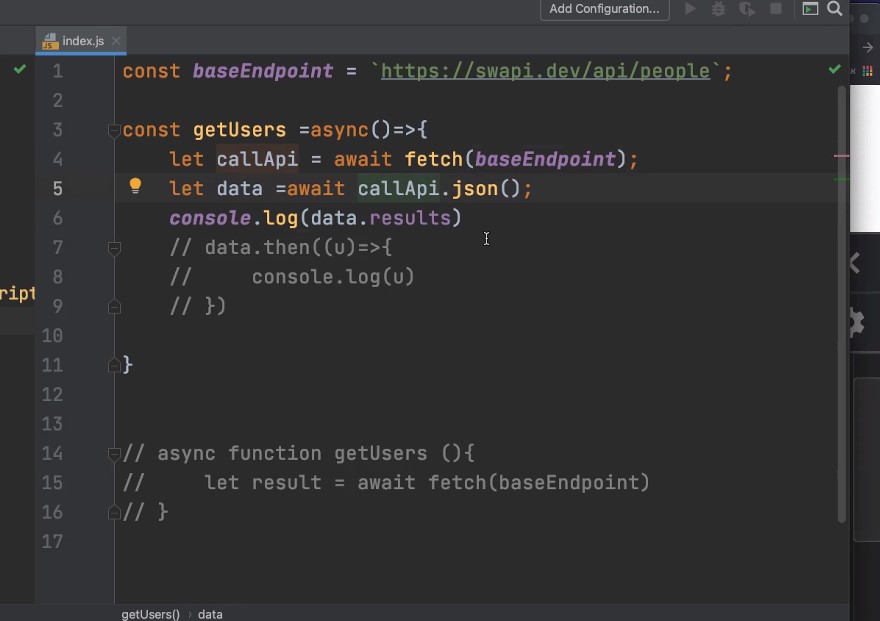 Add Configuration...
index.js
1 const baseEndpoint = `https://swapi.dev/api/people`;
2
3 const getUsers =async()=>{
4 let callApi = await fetch(baseEndpoint);
5 let data =await callApi.json();
6 console.log(data.results)
7 // data.then((u)=>{
8 // console.log(u)
9 // })
10
11 }
12
13
14 // async function getUsers (){
15 // let result = await fetch(baseEndpoint)
16 // }
17
ript
getUsers() › data